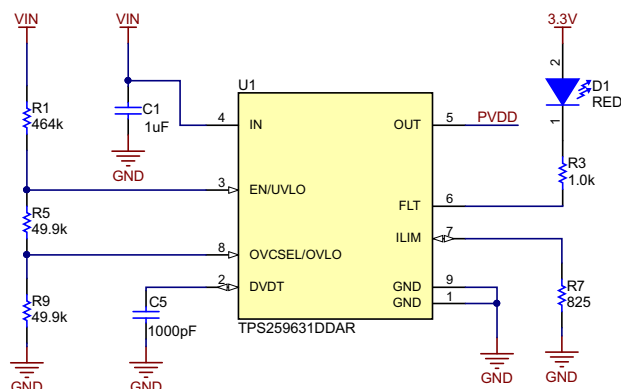 VIN
VIN
3.3V
U1
2
D1
RED
R1
464k
C1
1uF
4
IN
OUT
5
PVDD
1
GND
R3
1.0k
3
EN/UVLO
FLT
6
R5
49.9k
ILIM
7
8
OVCSEL/OVLO
2
DVDT
GND
9
R7
825
R9
49.9k
C5
1000pF
GND
1
TPS259631DDAR
GND
GND
GND
GND